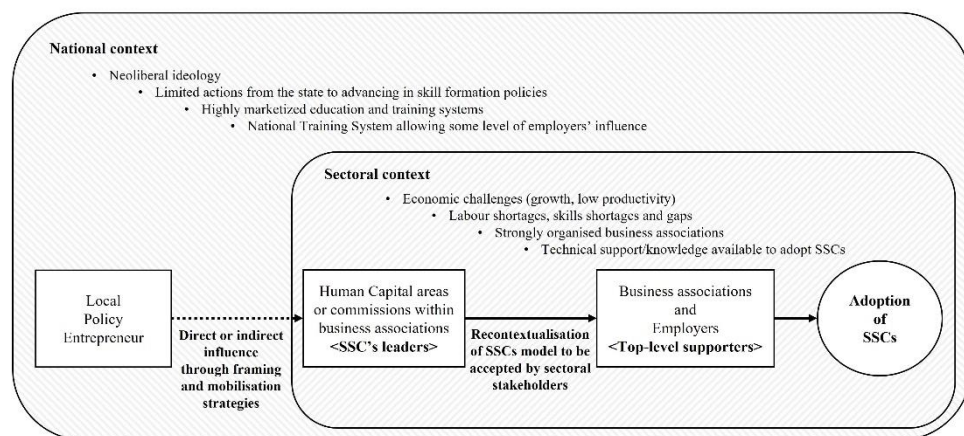 National context
• Neoliberal ideology
• Limited actions from the state to advancing in skill formation policies
• Highly marketized education and training systems
• National Training System allowing some level of employers' influence
Sectoral context
• Economic challenges (growth, low productivity)
• Labour shortages, skills shortages and gaps
• Strongly organised business associations
• Technical support/knowledge available to adopt SSCs
Local
Policy
Entrepreneur
Direct or indirect
influence
through framing
and mobilisation
strategies
Human Capital areas
or commissions within
business associations
<SSC's leaders>
Recontextualisation
of SSCs model to be
accepted by sectoral
stakeholders
Business associations
and
Employers
<Top-level supporters>
Adoption
of
SSCs